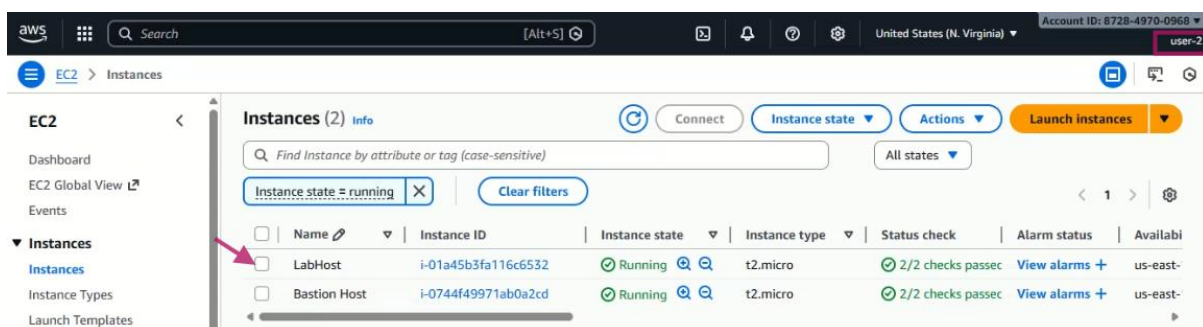 aws Search [Alt+S] United States (N. Virginia) Account ID: 8728-4970-0968
user-2
EC2 > Instances
EC2
Dashboard
EC2 Global View
Events
Instances
Instances
Instance Types
Launch Templates
Instances (2) Info Connect Instance state Actions Launch instances
Find Instance by attribute or tag (case-sensitive) All states
Instance state = running Clear filters 1
Name Instance ID Instance state Instance type Status check Alarm status Availabi
LabHost i-01a45b3fa116c6532 Running t2.micro 2/2 checks passec View alarms + us-east-
Bastion Host i-0744f49971ab0a2cd Running t2.micro 2/2 checks passec View alarms + us-east-